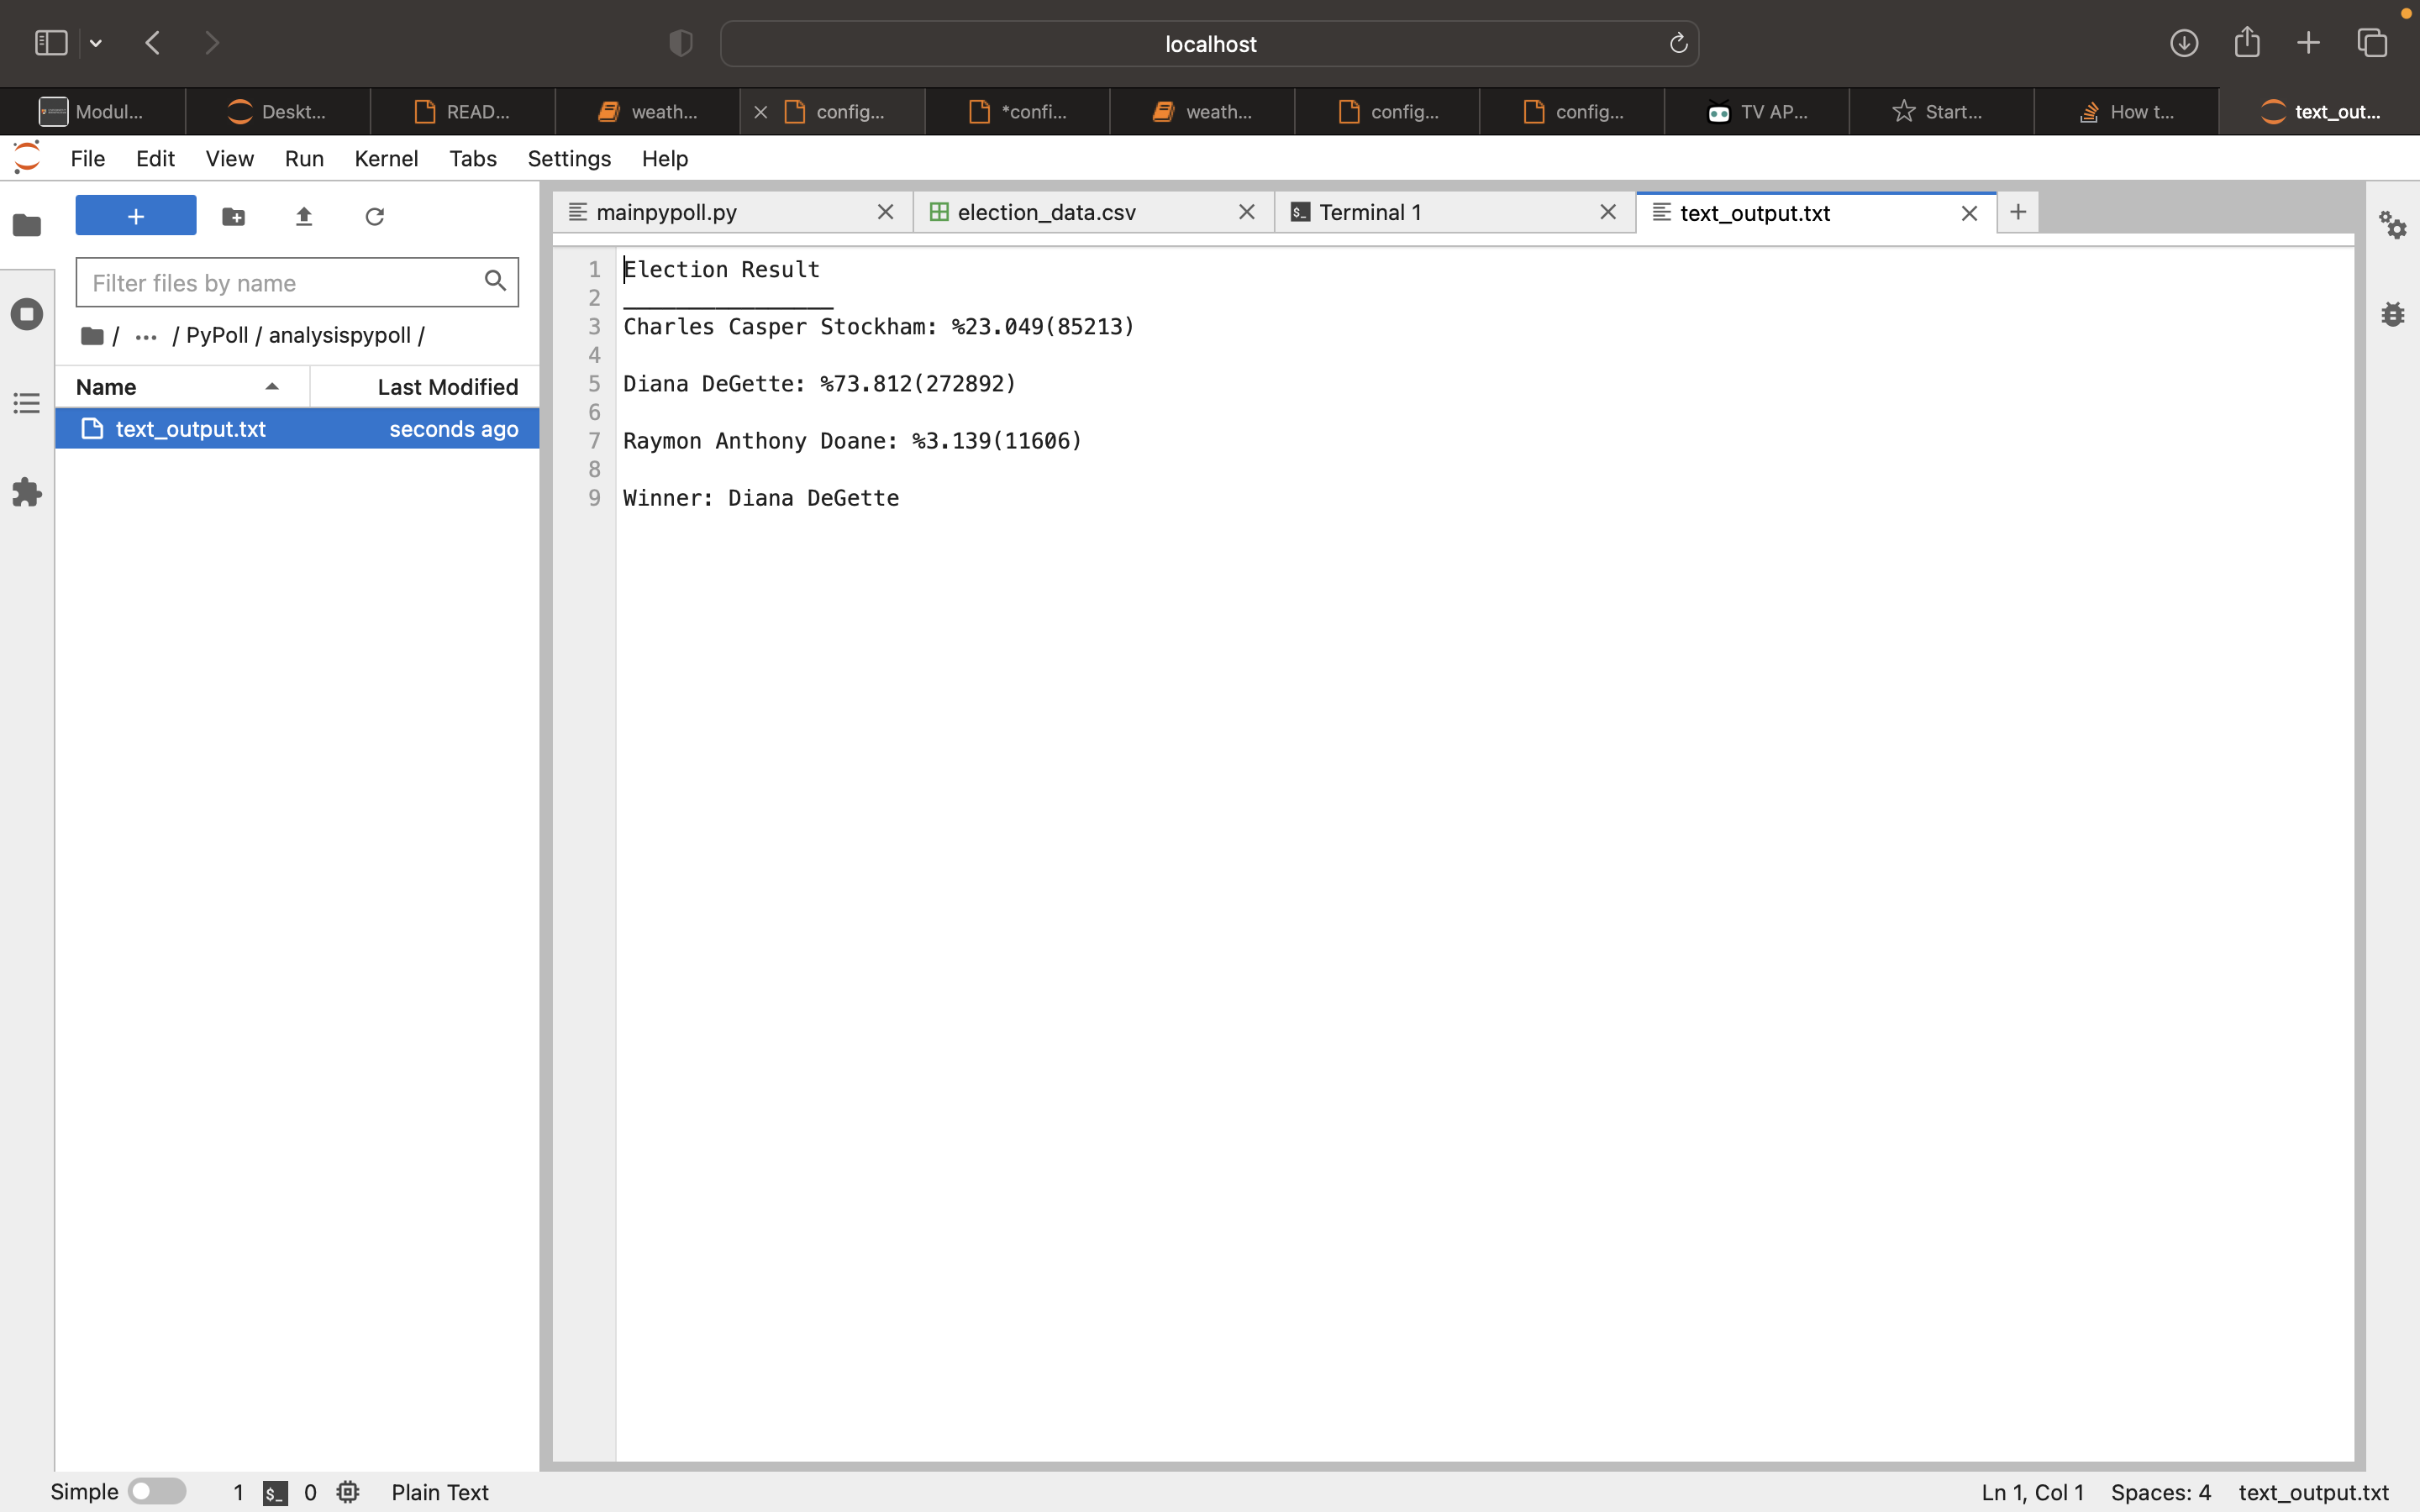 localhost
Modul...
Deskt...
READ...
weath...
config...
*confi...
weath...
config...
config...
TV AP...
Start...
How t...
text_out...
File Edit View Run Kernel Tabs Settings Help
+
Filter files by name
/ ... / PyPoll / analysispypoll /
Name Last Modified
text_output.txt seconds ago
mainpypoll.py
election_data.csv
Terminal 1
text_output.txt
1 Election Result
2 ________________
3 Charles Casper Stockham: %23.049(85213)
4
5 Diana DeGette: %73.812(272892)
6
7 Raymon Anthony Doane: %3.139(11606)
8
9 Winner: Diana DeGette
Simple 1 $_ 0 Plain Text
Ln 1, Col 1 Spaces: 4 text_output.txt